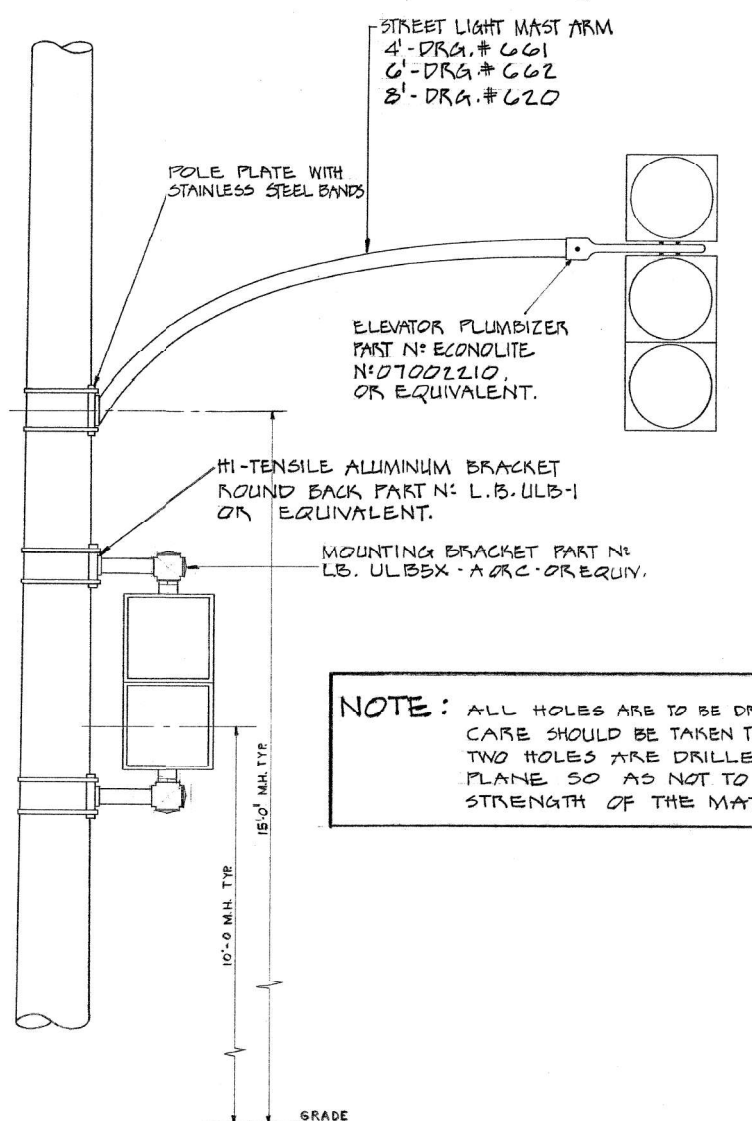 STREET LIGHT MAST ARM
4'-DRG.# 661
6'-DRG.# 662
8'-DRG.# 620
POLE PLATE WITH
STAINLESS STEEL BANDS
ELEVATOR PLUMBIZER
PART Nº ECONOLITE
Nº07002210,
OR EQUIVALENT.
HI-TENSILE ALUMINUM BRACKET
ROUND BACK PART Nº L.B. ULB-1
OR EQUIVALENT.
MOUNTING BRACKET PART Nº
LB. ULB5X - A OR C - OR EQUIV.
NOTE: ALL HOLES ARE TO BE DR
CARE SHOULD BE TAKEN T
TWO HOLES ARE DRILLE
PLANE SO AS NOT TO
STRENGTH OF THE MAT
15'-0" M.H. TYP.
10'-0 M.H. TYP.
GRADE